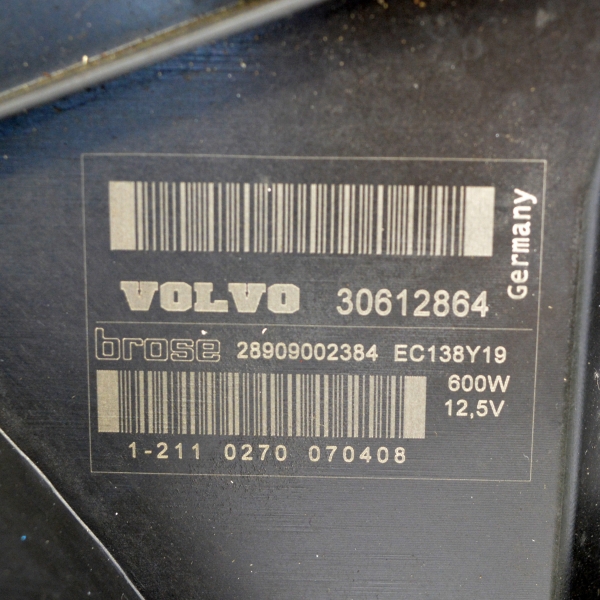 Germany
VOLVO 30612864
brose 28909002384 EC138Y19
600W
12,5V
1-211 0270 070408